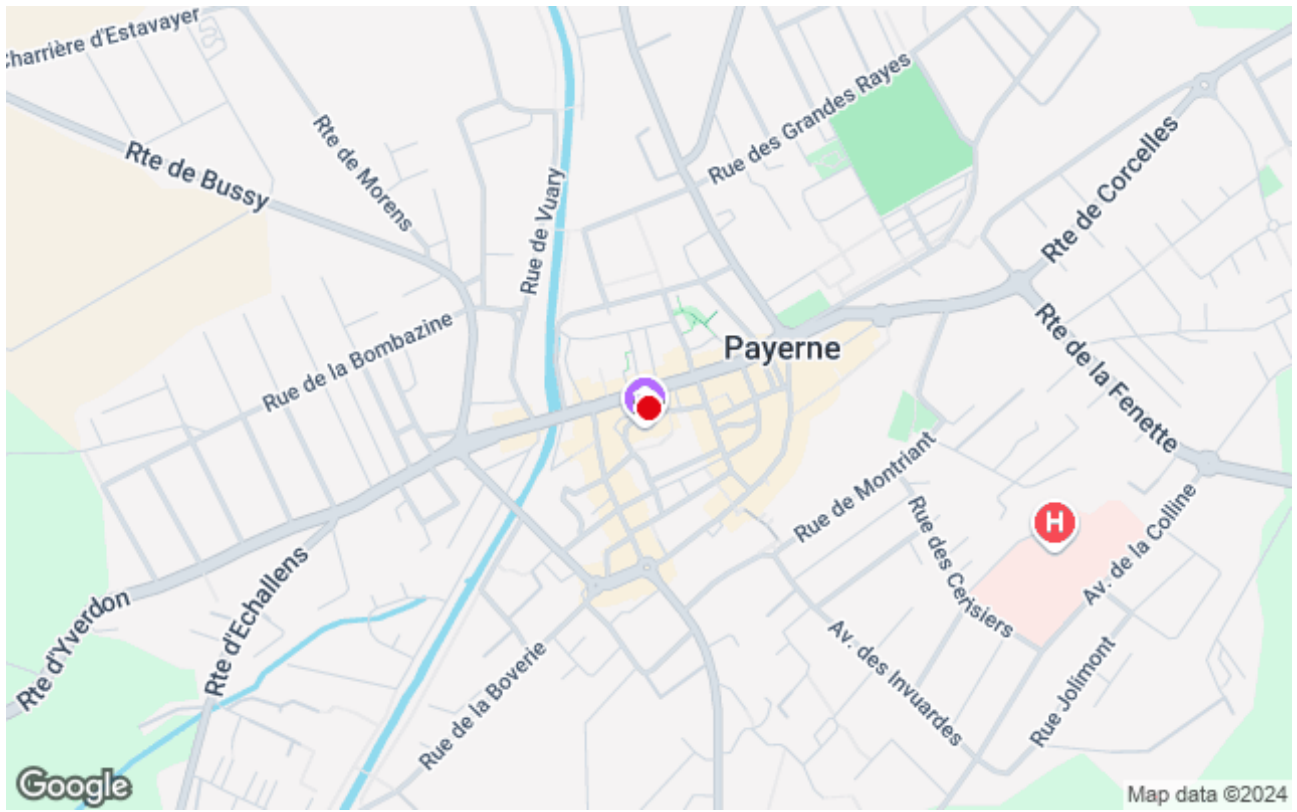 Charrière d'Estavayer
Rte de Morens
Rte de Bussy
Rue de Vuary
Rue des Grandes Rayes
Rte de Corcelles
Rue de la Bombazine
Payerne
Rte de la Fenette
Rue de Montriant
H
Rue des Cerisiers
Av. de la Colline
Rte d'Yverdon
Rte d'Echallens
Rue de la Boverie
Av. des Invuardes
Rue Jolimont
Google
Map data ©2024